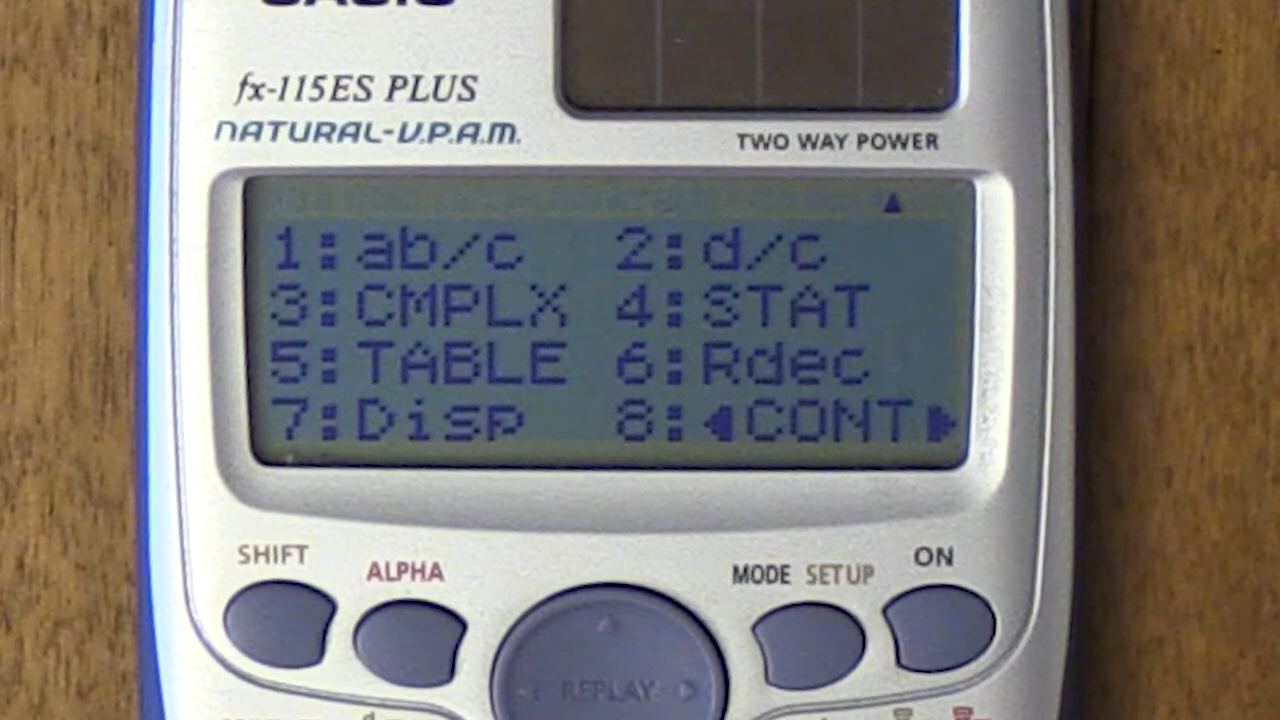 CASIO
fx-115ES PLUS
NATURAL-V.P.A.M.
TWO WAY POWER
1:ab/c 2:d/c
3:CMPLX 4:STAT
5:TABLE 6:Rdec
7:Disp 8:◀CONT▶
SHIFT ALPHA MODE SETUP ON
REPLAY